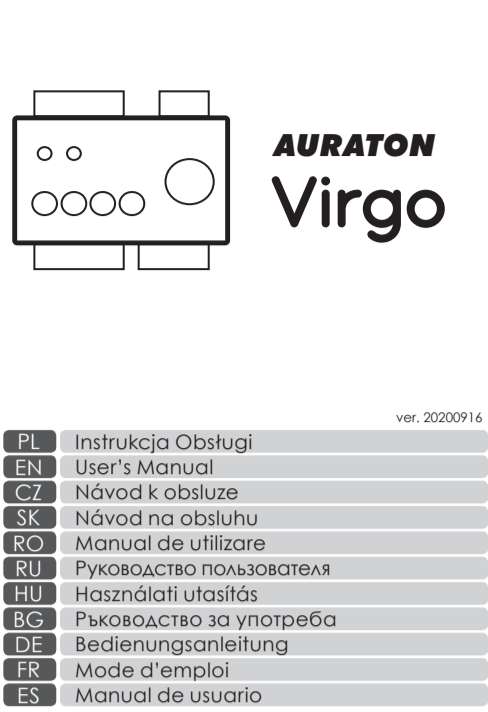 AURATON
Virgo
ver. 20200916
PL Instrukcja Obsługi
EN User's Manual
CZ Návod k obsluze
SK Návod na obsluhu
RO Manual de utilizare
RU Руководство пользователя
HU Használati utasítás
BG Ръководство за употреба
DE Bedienungsanleitung
FR Mode d'emploi
ES Manual de usuario